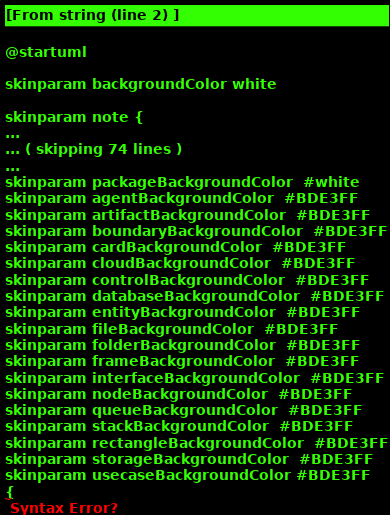 [From string (line 2) ]
@startuml
skinparam backgroundColor white
skinparam note {
...
... ( skipping 74 lines )
...
skinparam packageBackgroundColor  #white
skinparam agentBackgroundColor  #BDE3FF
skinparam artifactBackgroundColor  #BDE3FF
skinparam boundaryBackgroundColor  #BDE3FF
skinparam cardBackgroundColor  #BDE3FF
skinparam cloudBackgroundColor  #BDE3FF
skinparam controlBackgroundColor  #BDE3FF
skinparam databaseBackgroundColor  #BDE3FF
skinparam entityBackgroundColor  #BDE3FF
skinparam fileBackgroundColor  #BDE3FF
skinparam folderBackgroundColor  #BDE3FF
skinparam frameBackgroundColor  #BDE3FF
skinparam interfaceBackgroundColor  #BDE3FF
skinparam nodeBackgroundColor  #BDE3FF
skinparam queueBackgroundColor  #BDE3FF
skinparam stackBackgroundColor  #BDE3FF
skinparam rectangleBackgroundColor  #BDE3FF
skinparam storageBackgroundColor  #BDE3FF
skinparam usecaseBackgroundColor #BDE3FF
{
Syntax Error?